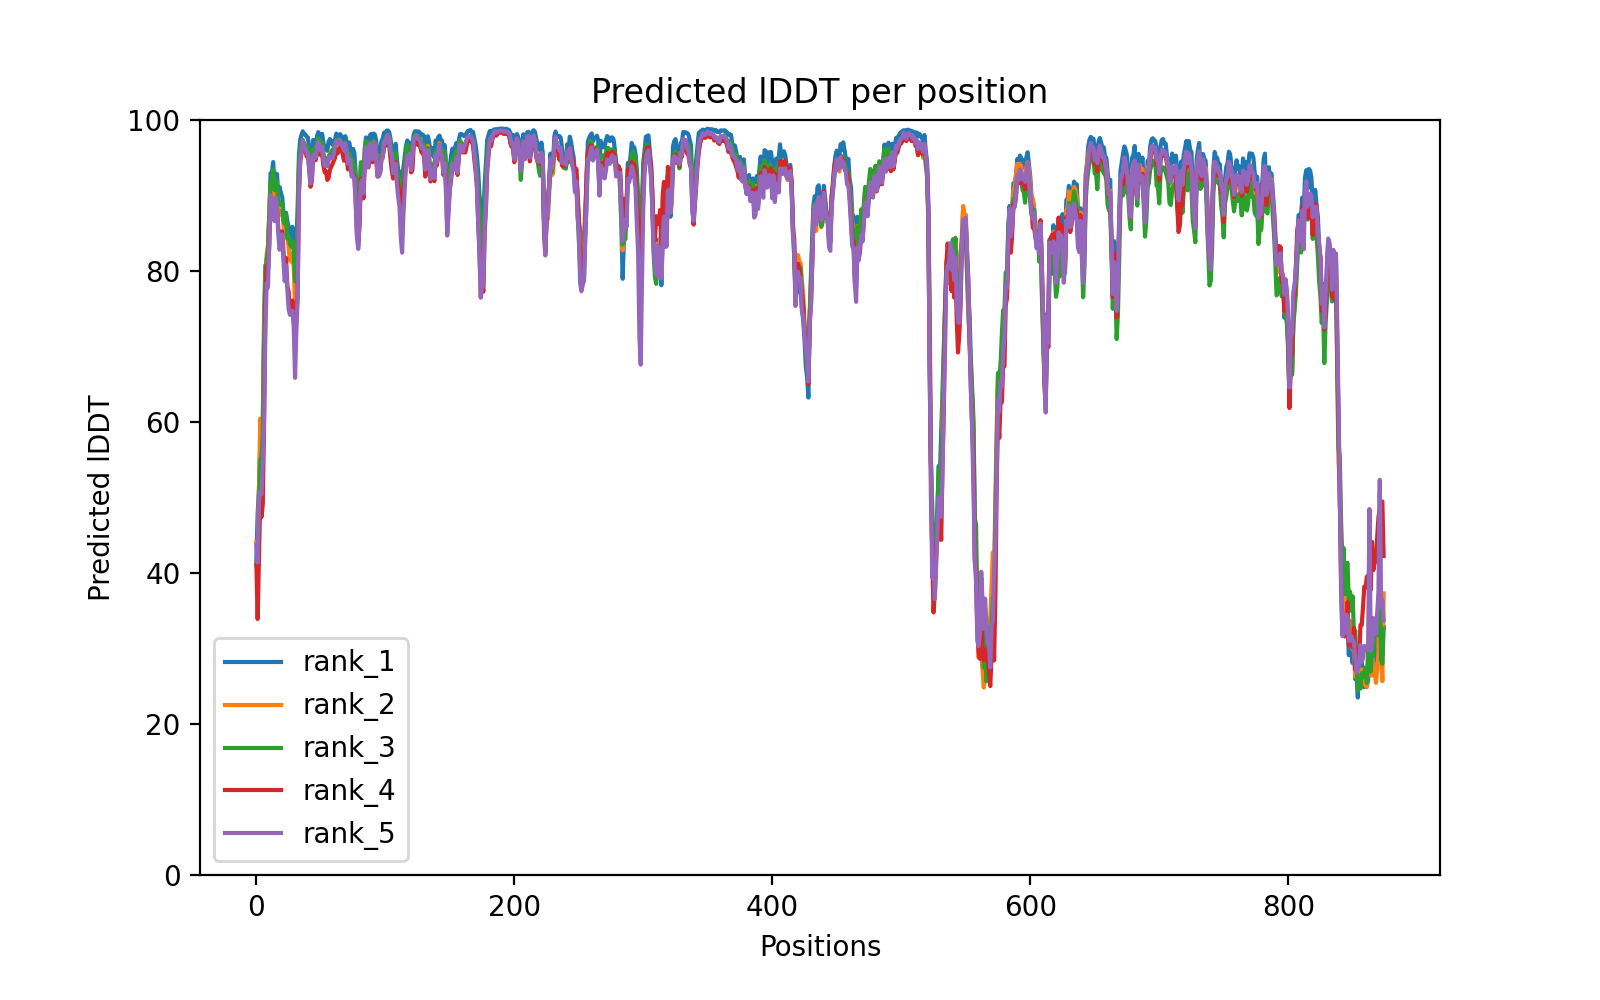 Predicted lDDT per position
100
80
60
40
20
0
Predicted lDDT
rank_1
rank_2
rank_3
rank_4
rank_5
0 200 400 600 800
Positions